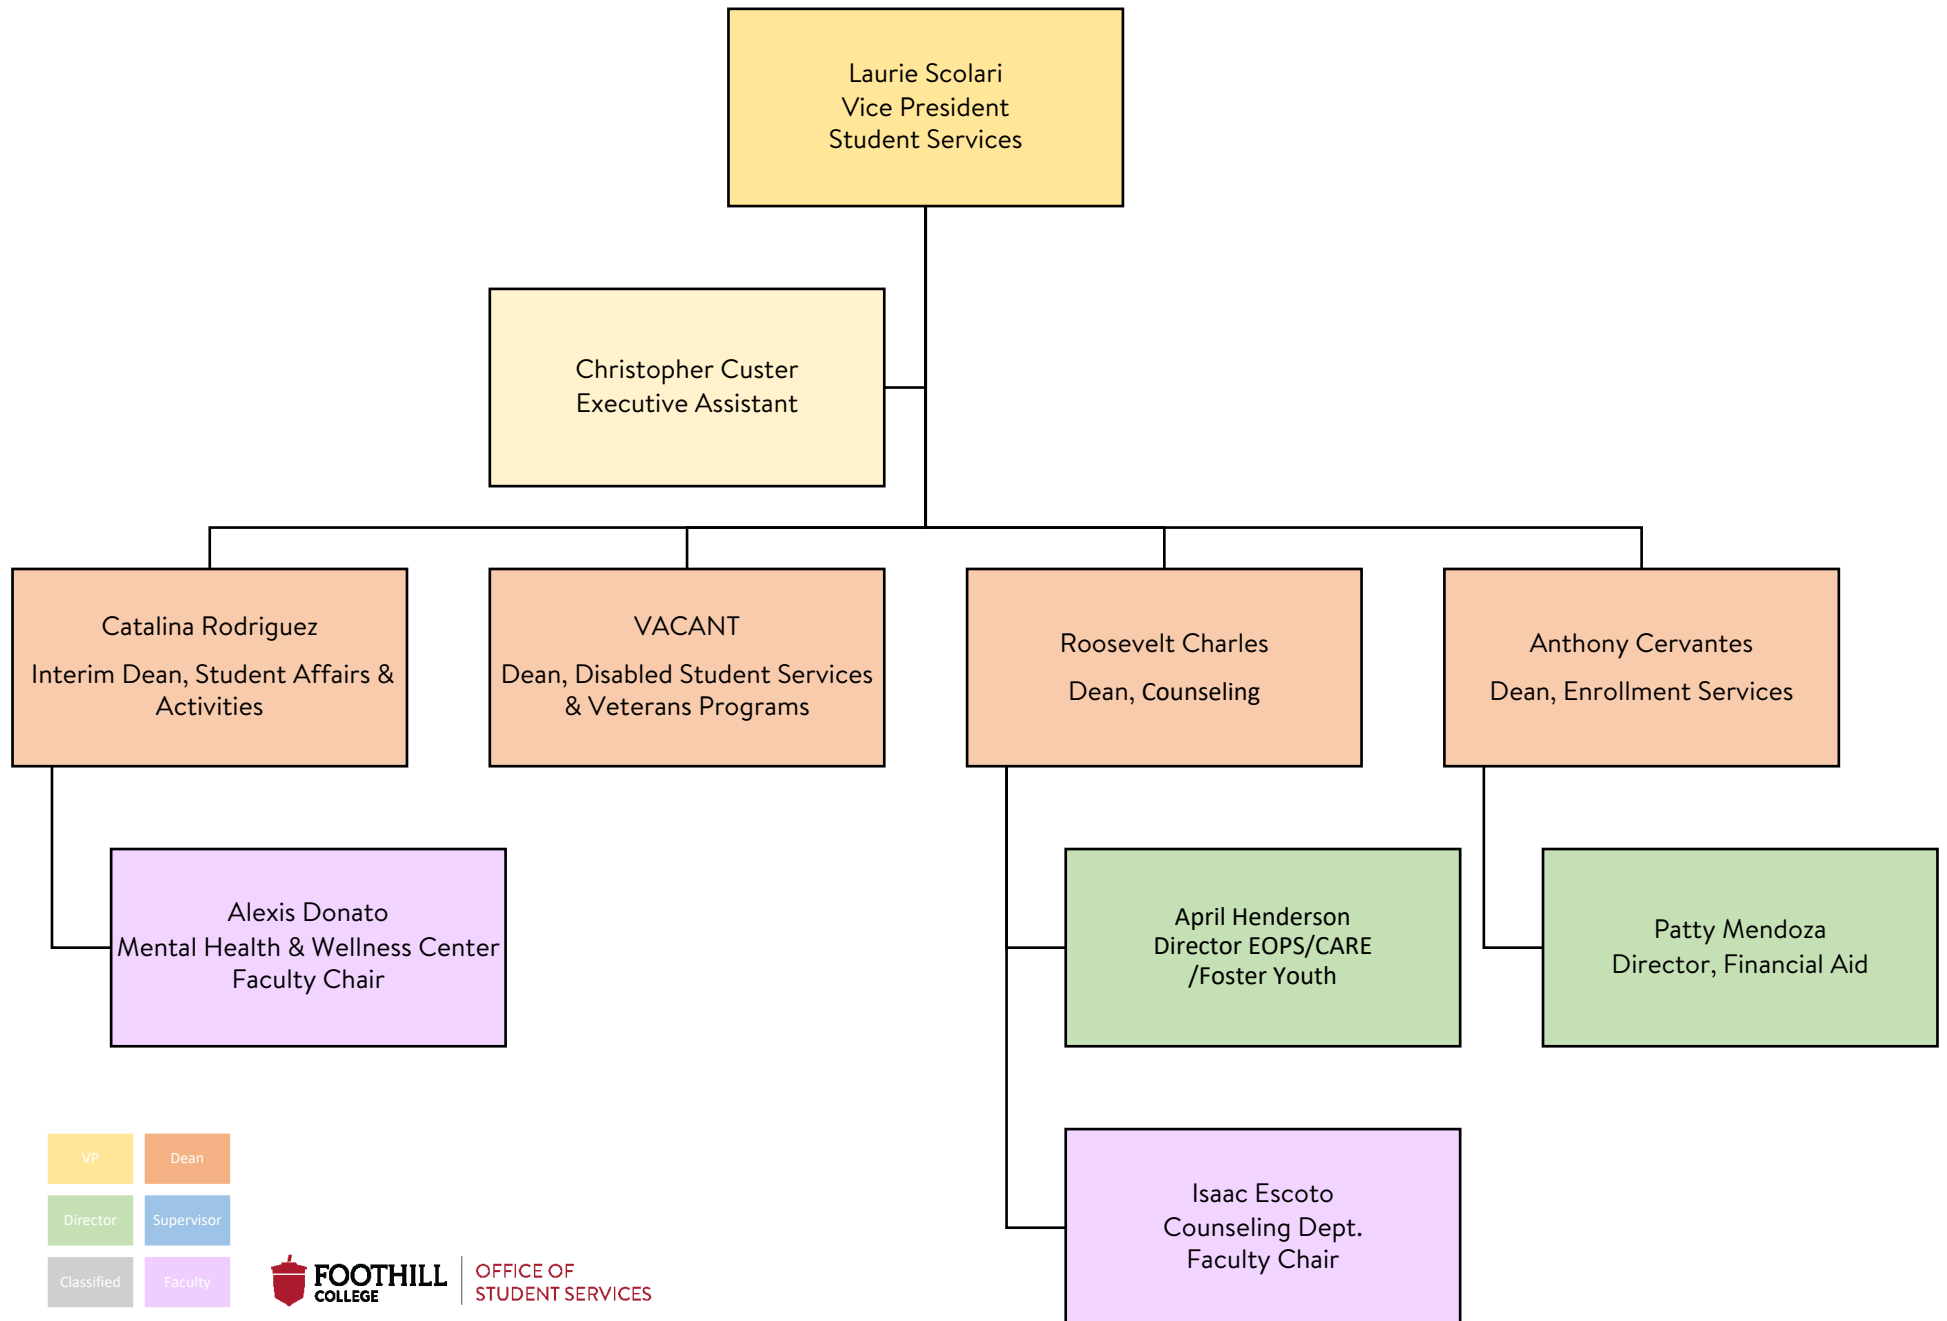 Laurie Scolari
Vice President
Student Services
Christopher Custer
Executive Assistant
Catalina Rodriguez
Interim Dean, Student Affairs &
Activities
VACANT
Dean, Disabled Student Services
& Veterans Programs
Roosevelt Charles
Dean, Counseling
Anthony Cervantes
Dean, Enrollment Services
Alexis Donato
Mental Health & Wellness Center
Faculty Chair
April Henderson
Director EOPS/CARE
/Foster Youth
Patty Mendoza
Director, Financial Aid
Isaac Escoto
Counseling Dept.
Faculty Chair
VP
Dean
Director
Supervisor
Classified
Faculty
FOOTHILL
COLLEGE
OFFICE OF
STUDENT SERVICES